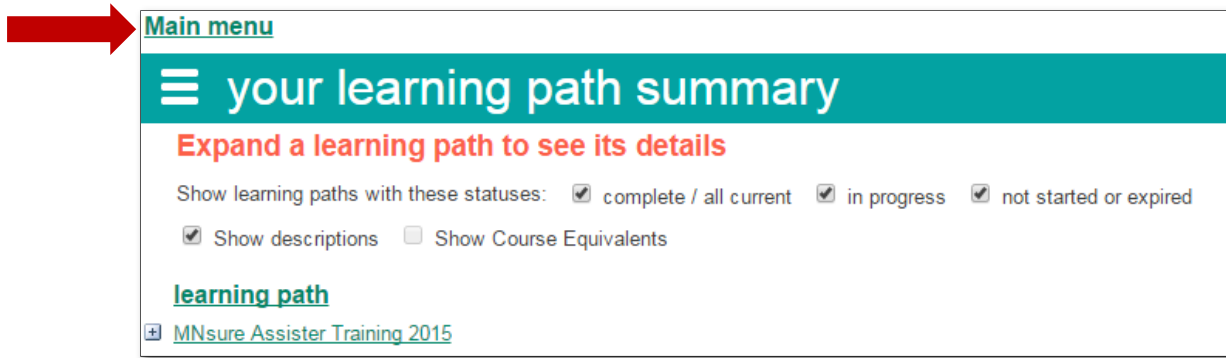 Main menu
your learning path summary
Expand a learning path to see its details
Show learning paths with these statuses: complete / all current in progress not started or expired
Show descriptions Show Course Equivalents
learning path
MNsure Assister Training 2015